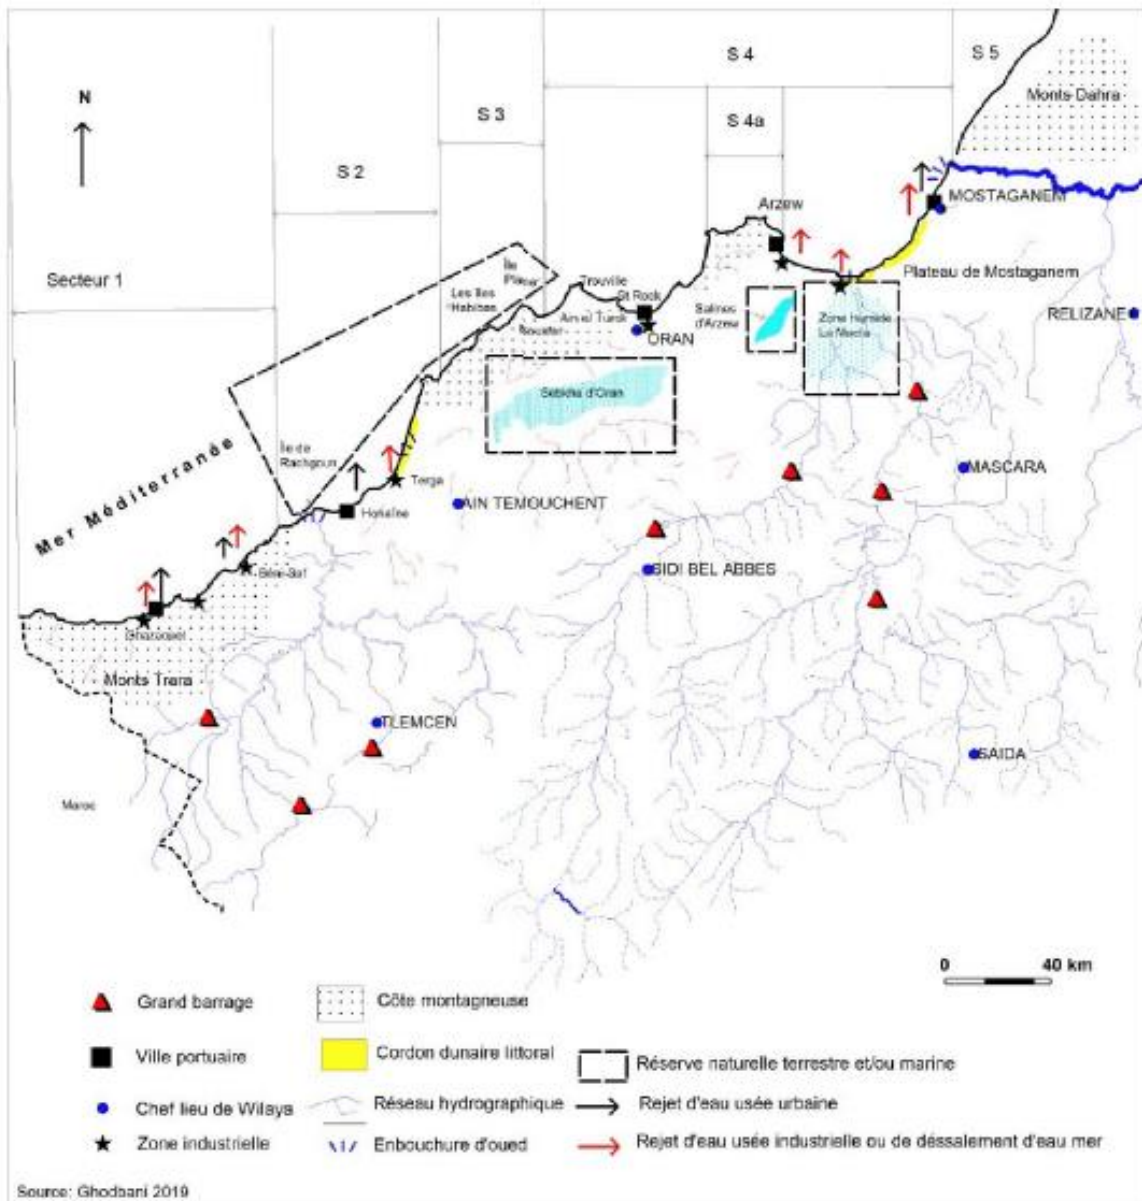 S 4
S 5
N
Monts Dahra
S 3
S 4a
S 2
MOSTAGANEM
Arzew
Secteur 1
Plateau de Mostaganem
Île
Les Iles
Habibas
Trouville
St Rock
Ain el Turck
ORAN
Salines
d'Arzew
Zone humide
La Macta
RELIZANE
Sebkha d'Oran
Mer Méditerranée
Île de
Rachgoun
Terga
MASCARA
AIN TEMOUCHENT
Honaïne
SIDI BEL ABBES
Béni-Saf
Ghazaouet
Monts Trara
TLEMCEN
SAIDA
Maroc
0 40 km
Grand barrage
Côte montagneuse
Ville portuaire
Cordon dunaire littoral
Réserve naturelle terrestre et/ou marine
Chef lieu de Wilaya
Réseau hydrographique
Rejet d'eau usée urbaine
Zone industrielle
Enbouchure d'oued
Rejet d'eau usée industrielle ou de déssalement d'eau mer
Source: Ghodbani 2019